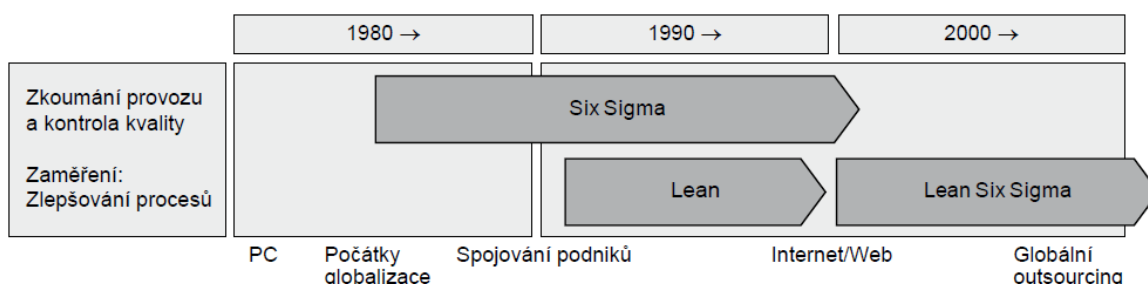 1980 →
1990 →
2000 →
Zkoumání provozu
a kontrola kvality
Zaměření:
Zlepšování procesů
Six Sigma
Lean
Lean Six Sigma
PC
Počátky
globalizace
Spojování podniků
Internet/Web
Globální
outsourcing